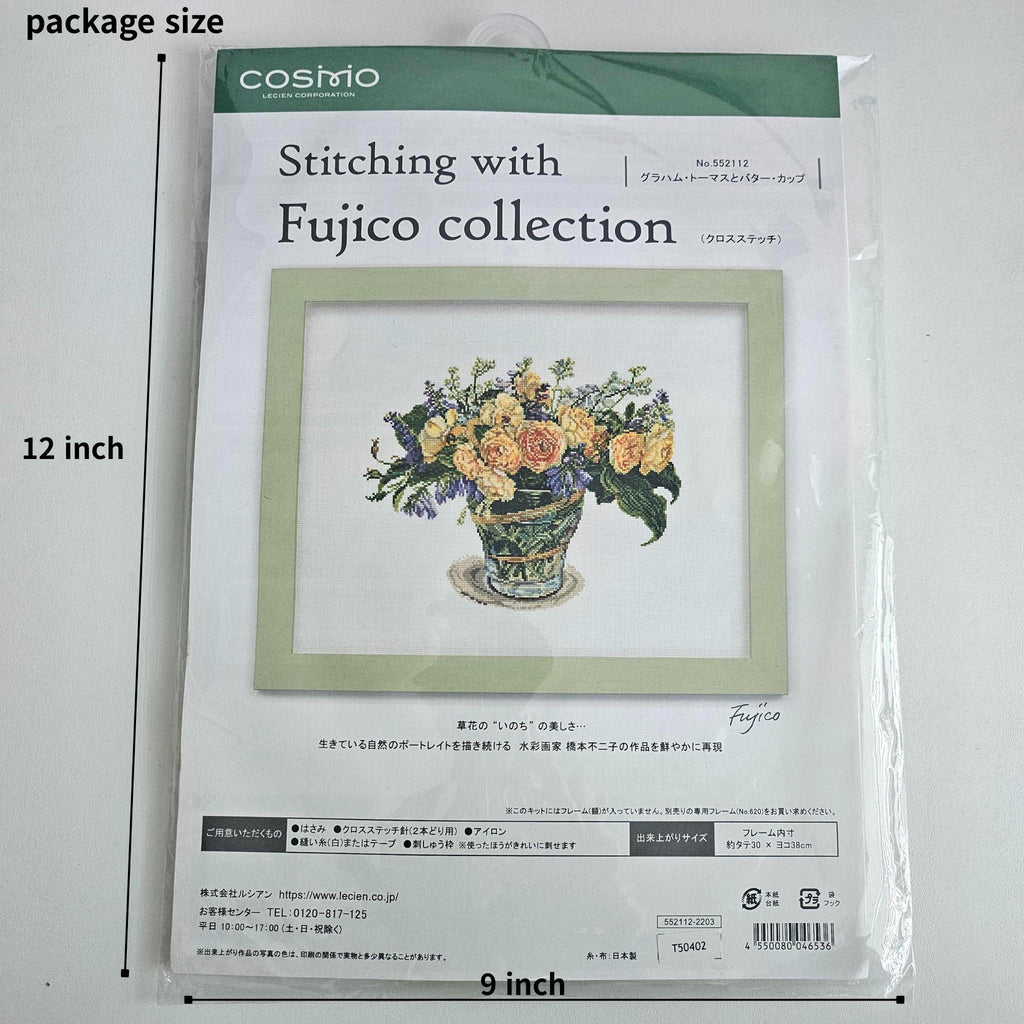 package size
COSMO
LECIEN CORPORATION
Stitching with
Fujico collection
No.552112
グラハム・トーマスとバター・カップ
(クロスステッチ)
12 inch
Fujico
草花の “いのち” の美しさ…
生きている自然のポートレイトを描き続ける 水彩画家 橋本不二子の作品を鮮やかに再現
※このキットにはフレーム(額)が入っていません。別売りの専用フレーム(No.620)をお買い求めください。
ご用意いただくもの
●はさみ ●クロスステッチ針(2本どり用) ●アイロン
●縫い糸(白)またはテープ ●刺しゅう枠 ※使ったほうがきれいに刺せます
出来上がりサイズ
フレーム内寸
約タテ30 × ヨコ38cm
株式会社ルシアン https://www.lecien.co.jp/
お客様センター TEL:0120-817-125
平日 10:00~17:00 (土・日・祝除く)
※出来上がり作品の写真の色は、印刷の関係で実物と多少異なることがあります。
糸・布:日本製
552112-2203
T50402
紙
本紙
台紙
プラ
袋
フック
4 550080 046536
9 inch